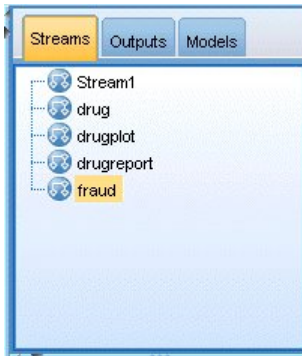 Streams Outputs Models
Stream1
drug
drugplot
drugreport
fraud